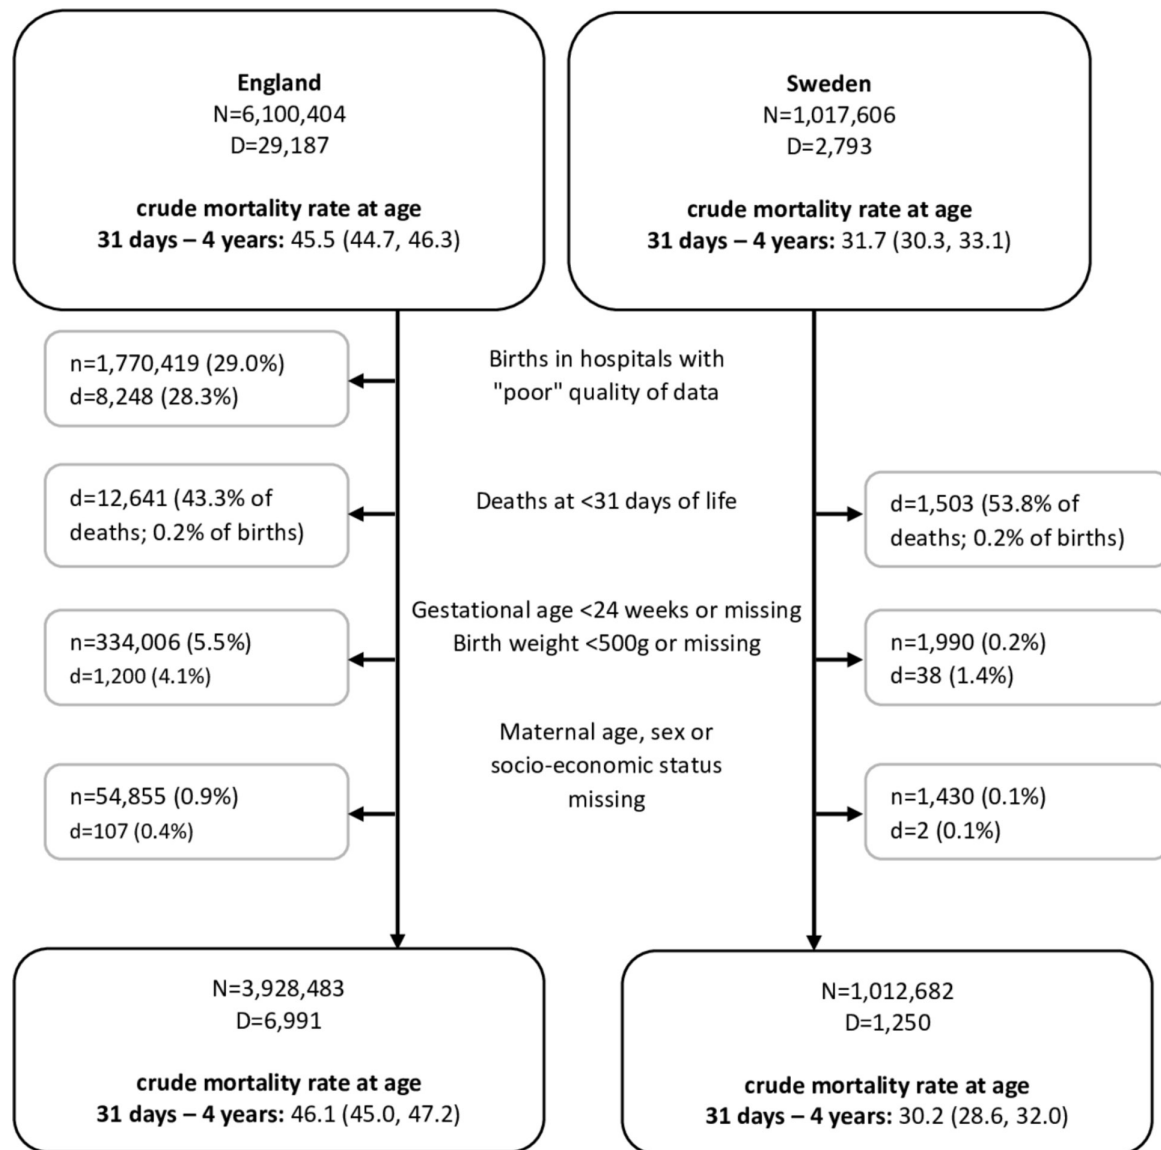 England
N=6,100,404
D=29,187
crude mortality rate at age
31 days – 4 years: 45.5 (44.7, 46.3)
Sweden
N=1,017,606
D=2,793
crude mortality rate at age
31 days – 4 years: 31.7 (30.3, 33.1)
n=1,770,419 (29.0%)
d=8,248 (28.3%)
Births in hospitals with
"poor" quality of data
d=12,641 (43.3% of
deaths; 0.2% of births)
Deaths at <31 days of life
d=1,503 (53.8% of
deaths; 0.2% of births)
n=334,006 (5.5%)
d=1,200 (4.1%)
Gestational age <24 weeks or missing
Birth weight <500g or missing
n=1,990 (0.2%)
d=38 (1.4%)
n=54,855 (0.9%)
d=107 (0.4%)
Maternal age, sex or
socio-economic status
missing
n=1,430 (0.1%)
d=2 (0.1%)
N=3,928,483
D=6,991
crude mortality rate at age
31 days – 4 years: 46.1 (45.0, 47.2)
N=1,012,682
D=1,250
crude mortality rate at age
31 days – 4 years: 30.2 (28.6, 32.0)